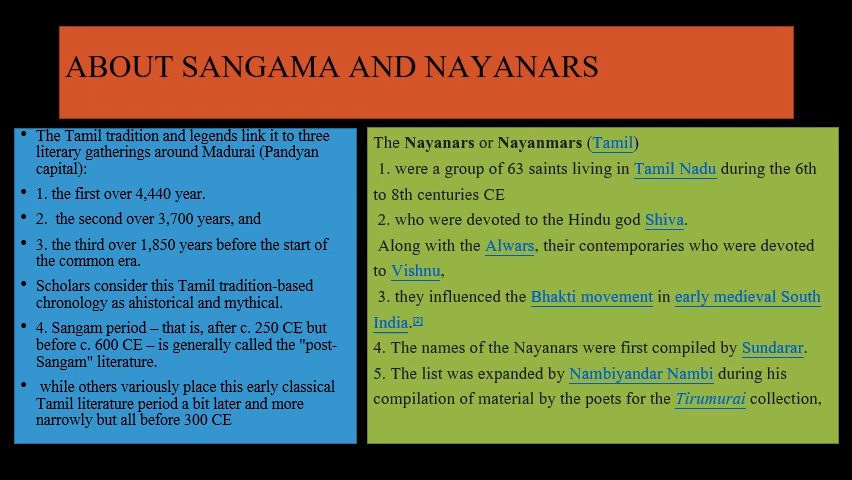 ABOUT SANGAMA AND NAYANARS
• The Tamil tradition and legends link it to three
literary gatherings around Madurai (Pandyan
capital):
• 1. the first over 4,440 year.
• 2.  the second over 3,700 years, and
• 3. the third over 1,850 years before the start of
the common era.
• Scholars consider this Tamil tradition-based
chronology as ahistorical and mythical.
• 4. Sangam period – that is, after c. 250 CE but
before c. 600 CE – is generally called the "post-
Sangam" literature.
•  while others variously place this early classical
Tamil literature period a bit later and more
narrowly but all before 300 CE
The Nayanars or Nayanmars (Tamil)
1. were a group of 63 saints living in Tamil Nadu during the 6th
to 8th centuries CE
2. who were devoted to the Hindu god Shiva.
Along with the Alwars, their contemporaries who were devoted
to Vishnu,
3. they influenced the Bhakti movement in early medieval South
India.[2]
4. The names of the Nayanars were first compiled by Sundarar.
5. The list was expanded by Nambiyandar Nambi during his
compilation of material by the poets for the Tirumurai collection,